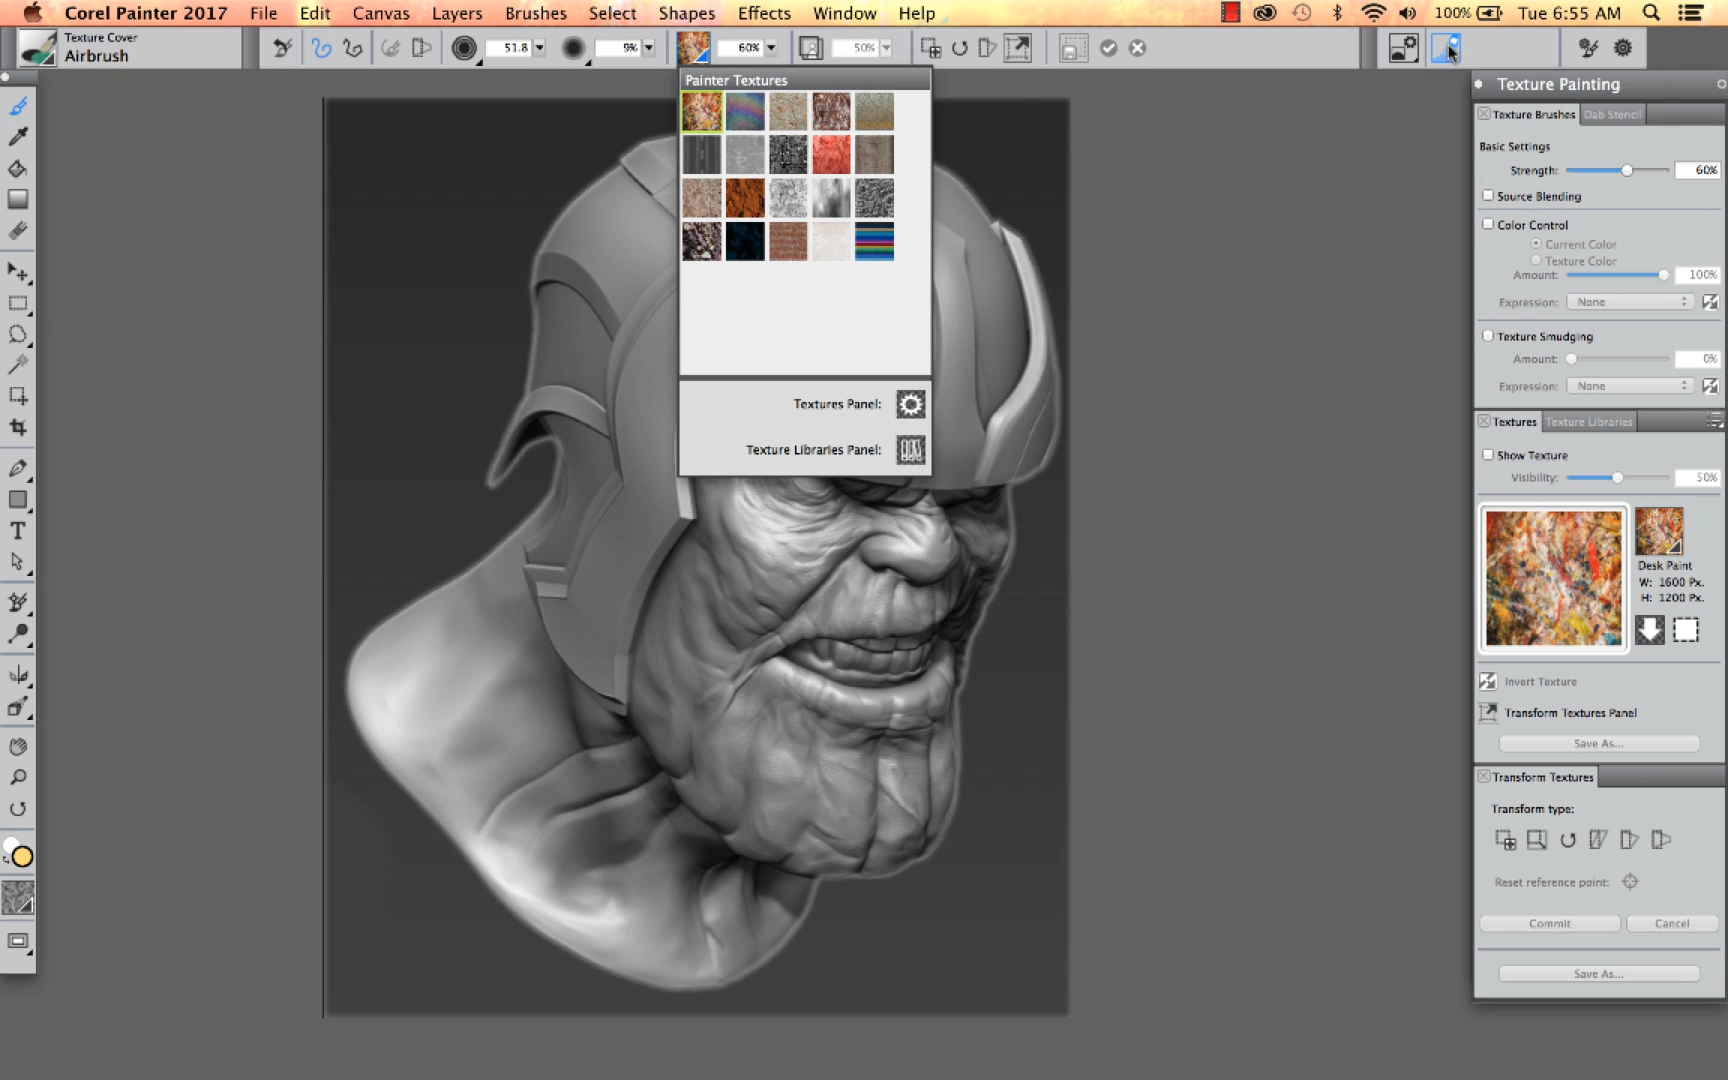 Corel Painter 2017 File Edit Canvas Layers Brushes Select Shapes Effects Window Help 100% Tue 6:55 AM
Texture Cover
Airbrush
51.8 9% 60% 50%
Painter Textures
Textures Panel:
Texture Libraries Panel:
Texture Painting
Texture Brushes Dab Stencil
Basic Settings
Strength: 60%
Source Blending
Color Control
Current Color
Texture Color
Amount: 100%
Expression: None
Texture Smudging
Amount: 0%
Expression: None
Textures Texture Libraries
Show Texture
Visibility: 50%
Desk Paint
W: 1600 Px.
H: 1200 Px.
Invert Texture
Transform Textures Panel
Save As...
Transform Textures
Transform type:
Reset reference point:
Commit Cancel
Save As...
T